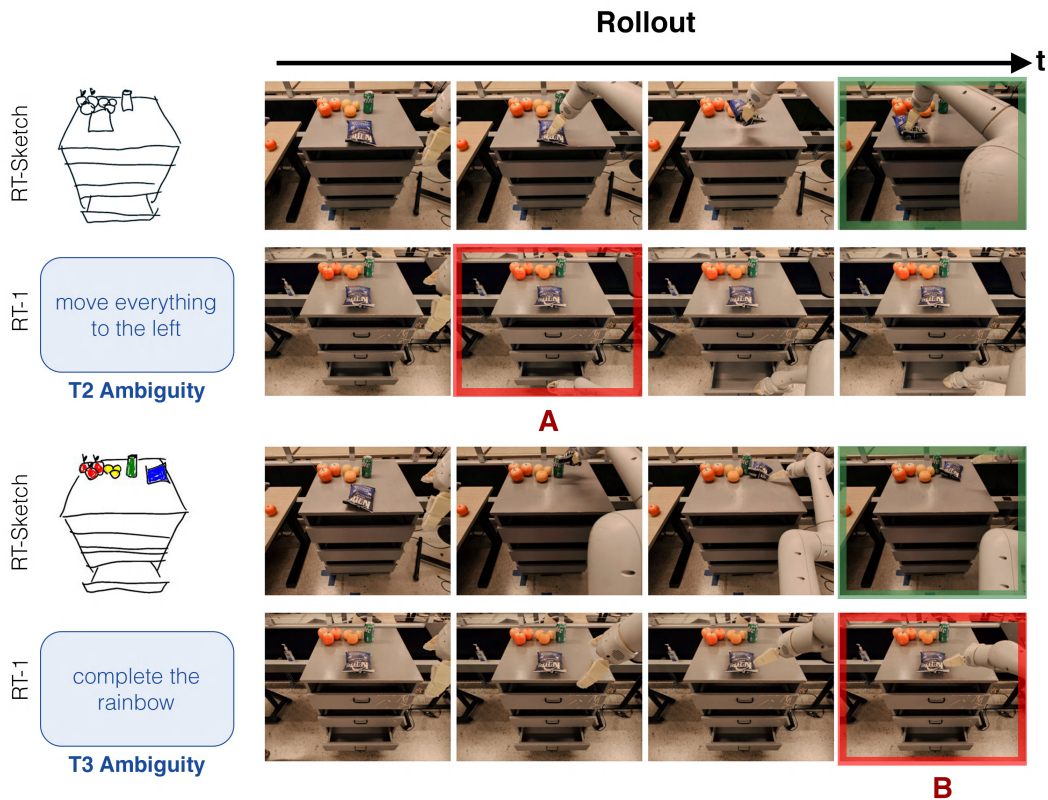 Rollout
t
RT-Sketch
RT-1
move everything
to the left
T2 Ambiguity
A
RT-Sketch
RT-1
complete the
rainbow
T3 Ambiguity
B